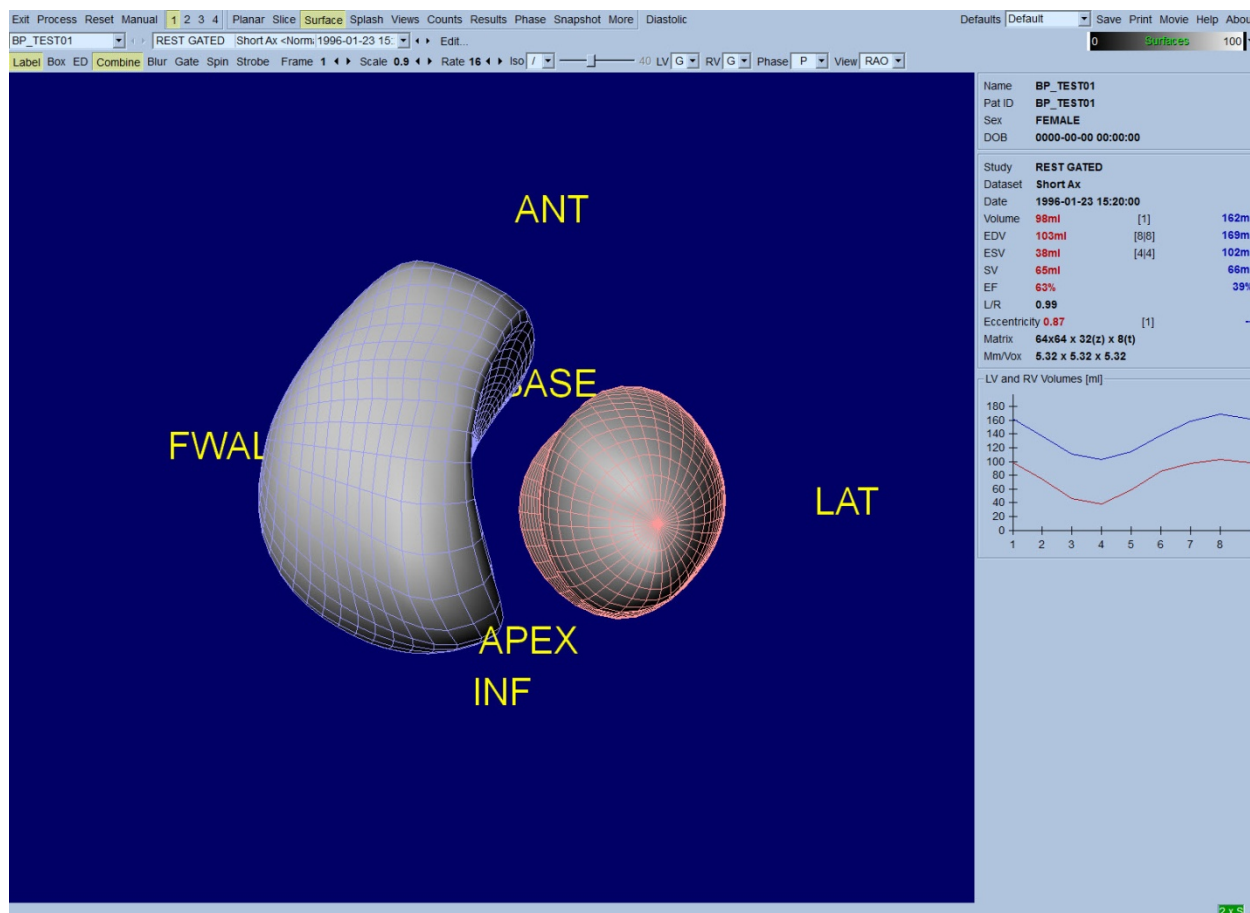 Exit Process Reset Manual 1 2 3 4 Planar Slice Surface Splash Views Counts Results Phase Snapshot More Diastolic Defaults Default Save Print Movie Help Abou
BP_TEST01 REST GATED Short Ax <Norm 1996-01-23 15: Edit... 0 Surfaces 100
Label Box ED Combine Blur Gate Spin Strobe Frame 1 Scale 0.9 Rate 16 Iso / 40 LV G RV G Phase P View RAO
ANT
BASE
FWAL
LAT
APEX
INF
Name BP_TEST01
Pat ID BP_TEST01
Sex FEMALE
DOB 0000-00-00 00:00:00
Study REST GATED
Dataset Short Ax
Date 1996-01-23 15:20:00
Volume 98ml [1] 162m
EDV 103ml [8|8] 169m
ESV 38ml [4|4] 102m
SV 65ml 66m
EF 63% 39%
L/R 0.99
Eccentricity 0.87 [1] --
Matrix 64x64 x 32(z) x 8(t)
Mm/Vox 5.32 x 5.32 x 5.32
LV and RV Volumes [ml]
180
160
140
120
100
80
60
40
20
0
1 2 3 4 5 6 7 8
2 x S